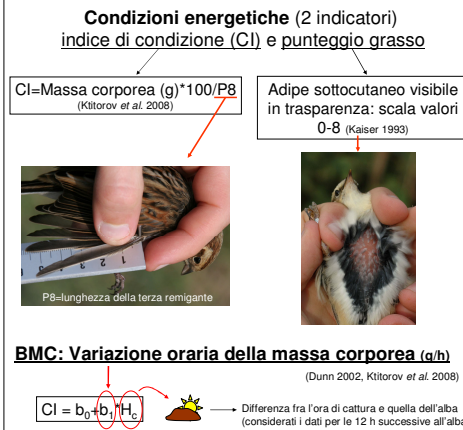 Condizioni energetiche (2 indicatori)
indice di condizione (CI) e punteggio grasso
CI=Massa corporea (g)*100/P8
(Ktitorov et al. 2008)
Adipe sottocutaneo visibile
in trasparenza: scala valori
0-8 (Kaiser 1993)
1
2
P8=lunghezza della terza remigante
BMC: Variazione oraria della massa corporea (g/h)
(Dunn 2002, Ktitorov et al. 2008)
CI = b0+b1*Hc
Differenza fra l'ora di cattura e quella dell'alba
(considerati i dati per le 12 h successive all'alba